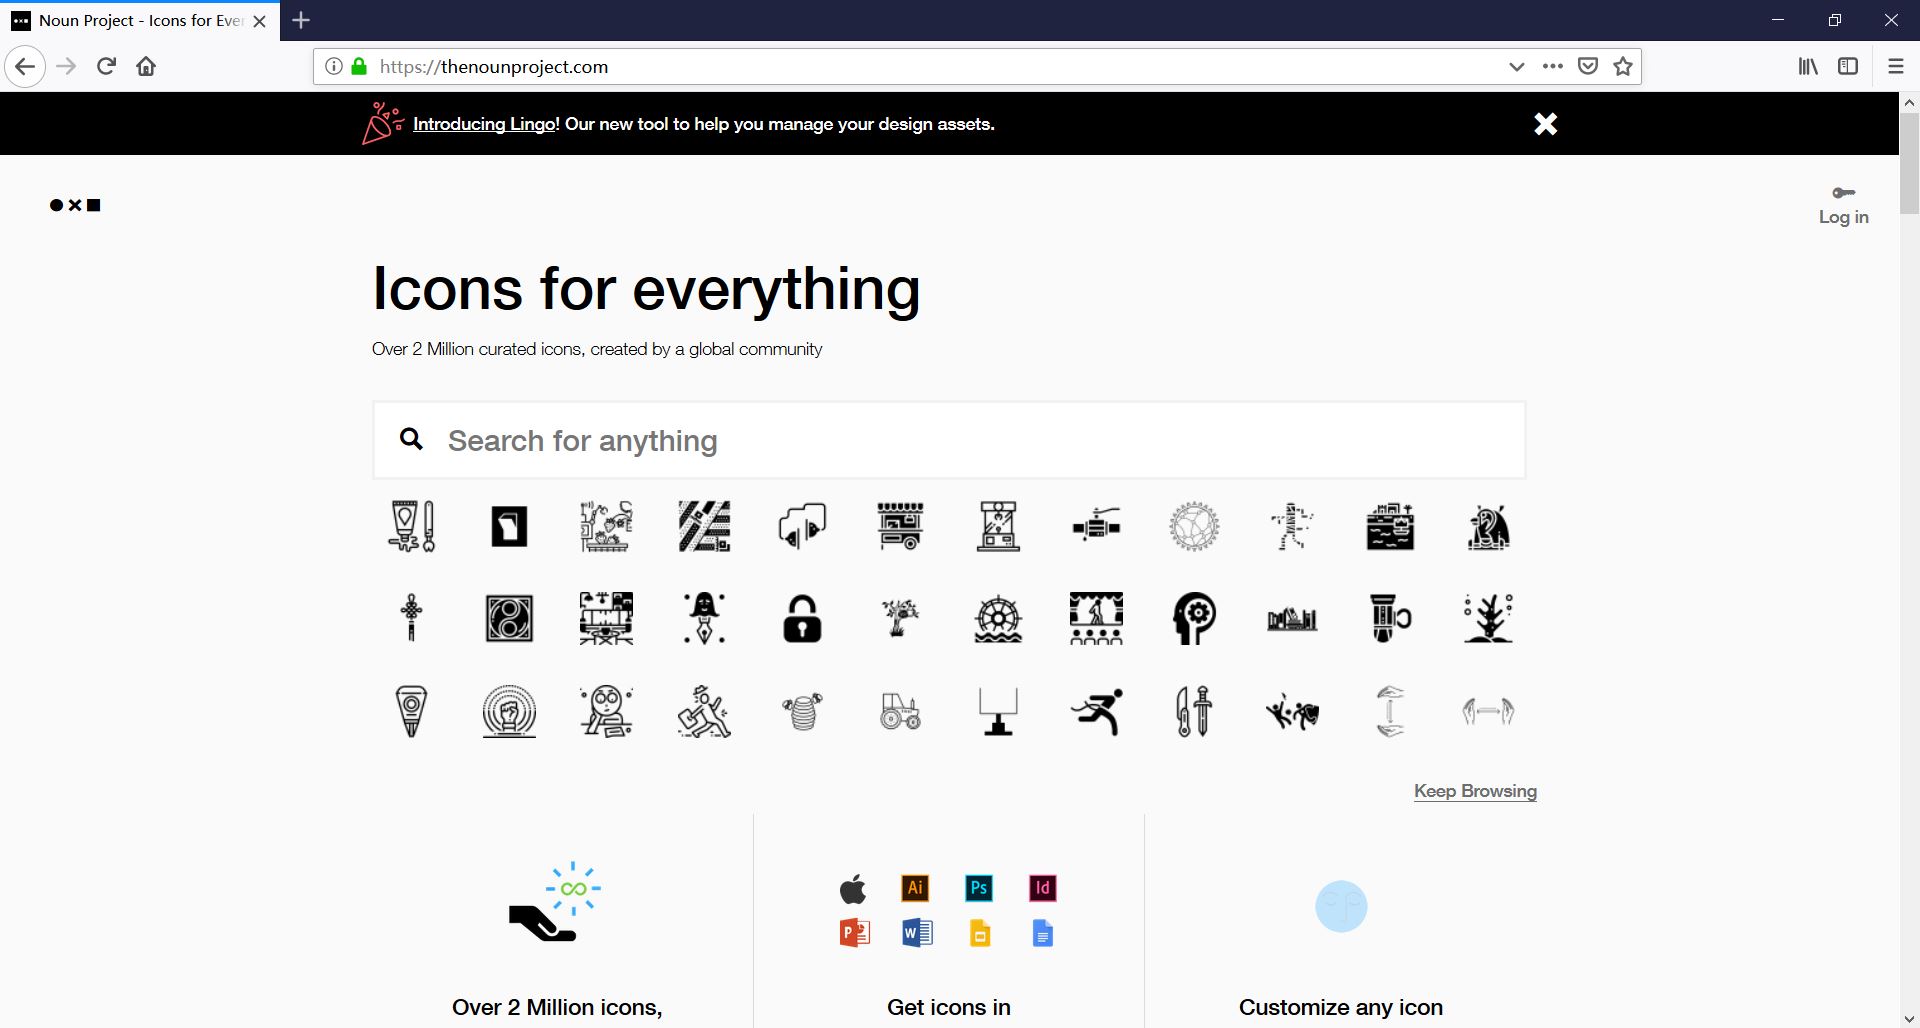 Noun Project - Icons for Ever
https://thenounproject.com
Introducing Lingo! Our new tool to help you manage your design assets.
Log in
Icons for everything
Over 2 Million curated icons, created by a global community
Search for anything
Keep Browsing
Ai Ps Id
P W
Over 2 Million icons,
Get icons in
Customize any icon